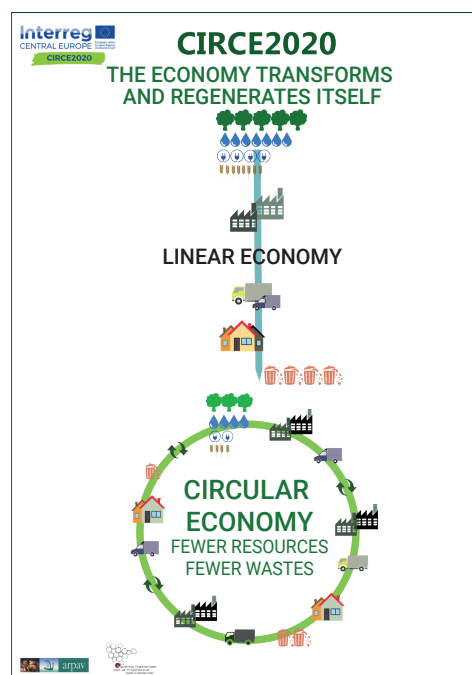 Interreg
CENTRAL EUROPE
CIRCE2020
CIRCE2020
THE ECONOMY TRANSFORMS
AND REGENERATES ITSELF
LINEAR ECONOMY
CIRCULAR
ECONOMY
FEWER RESOURCES
FEWER WASTES
arpav